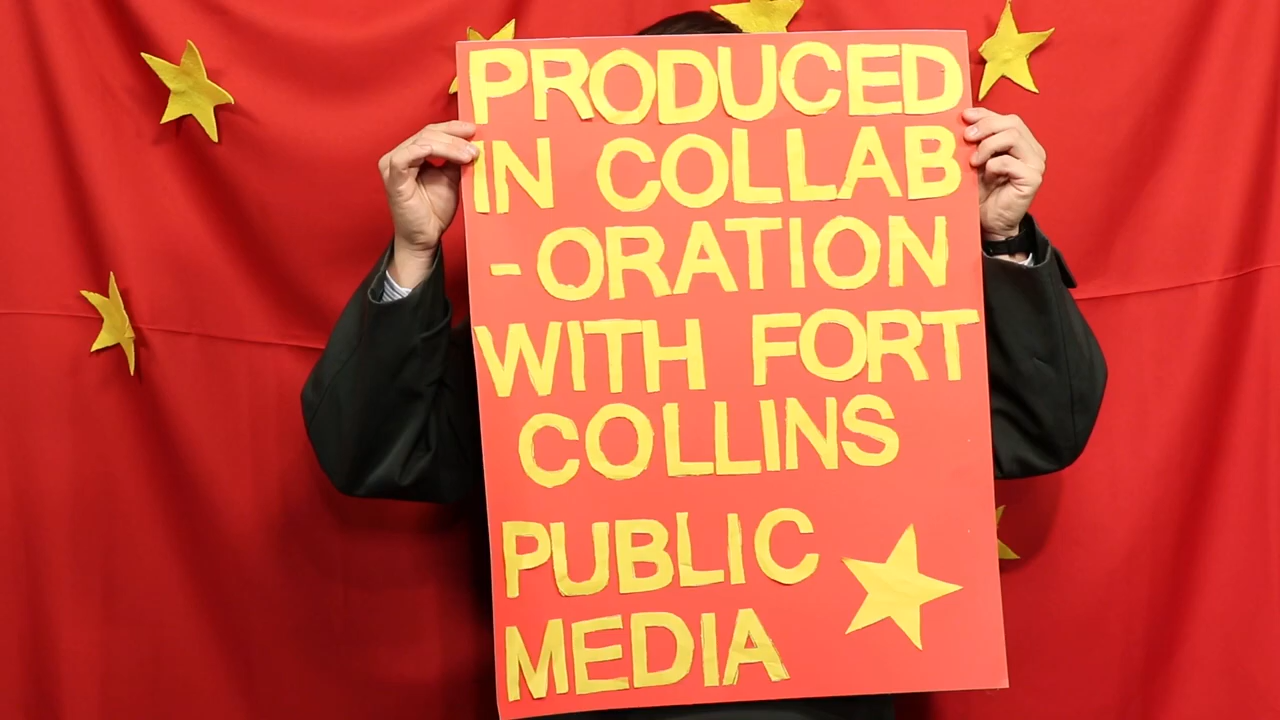 PRODUCED
IN COLLAB
-ORATION
WITH FORT
COLLINS
PUBLIC
MEDIA